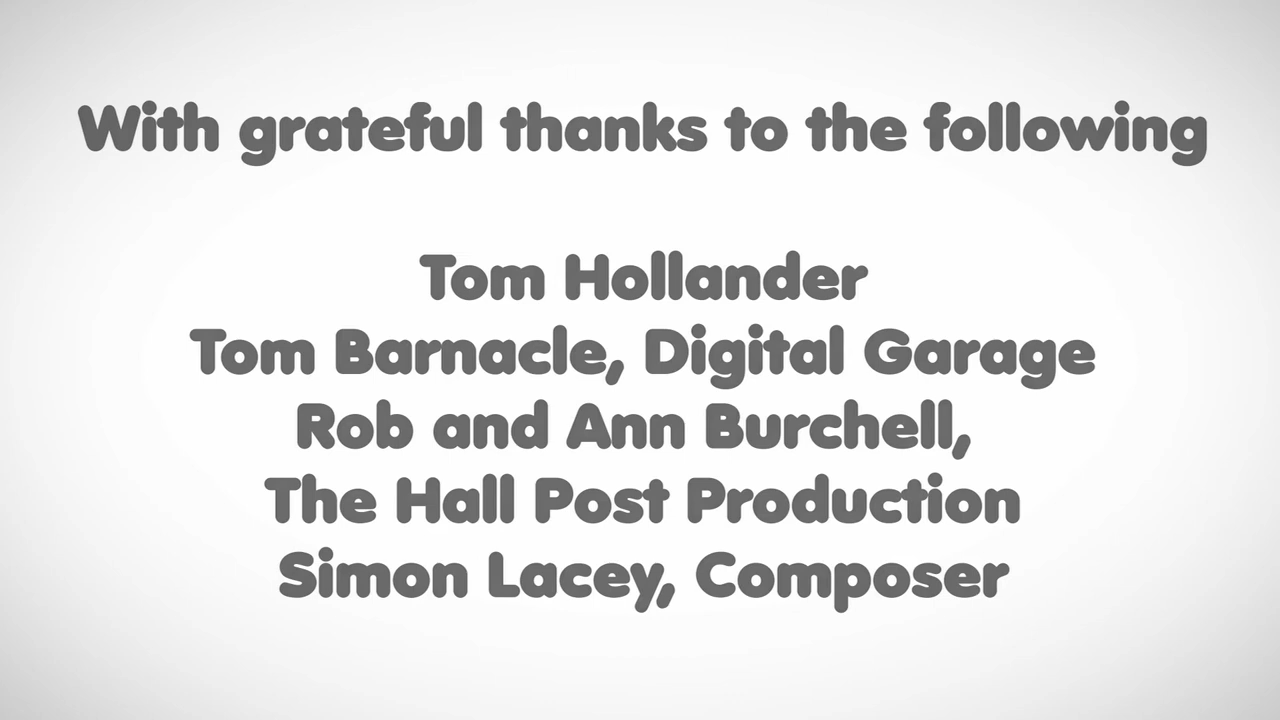 With grateful thanks to the following
Tom Hollander
Tom Barnacle, Digital Garage
Rob and Ann Burchell,
The Hall Post Production
Simon Lacey, Composer